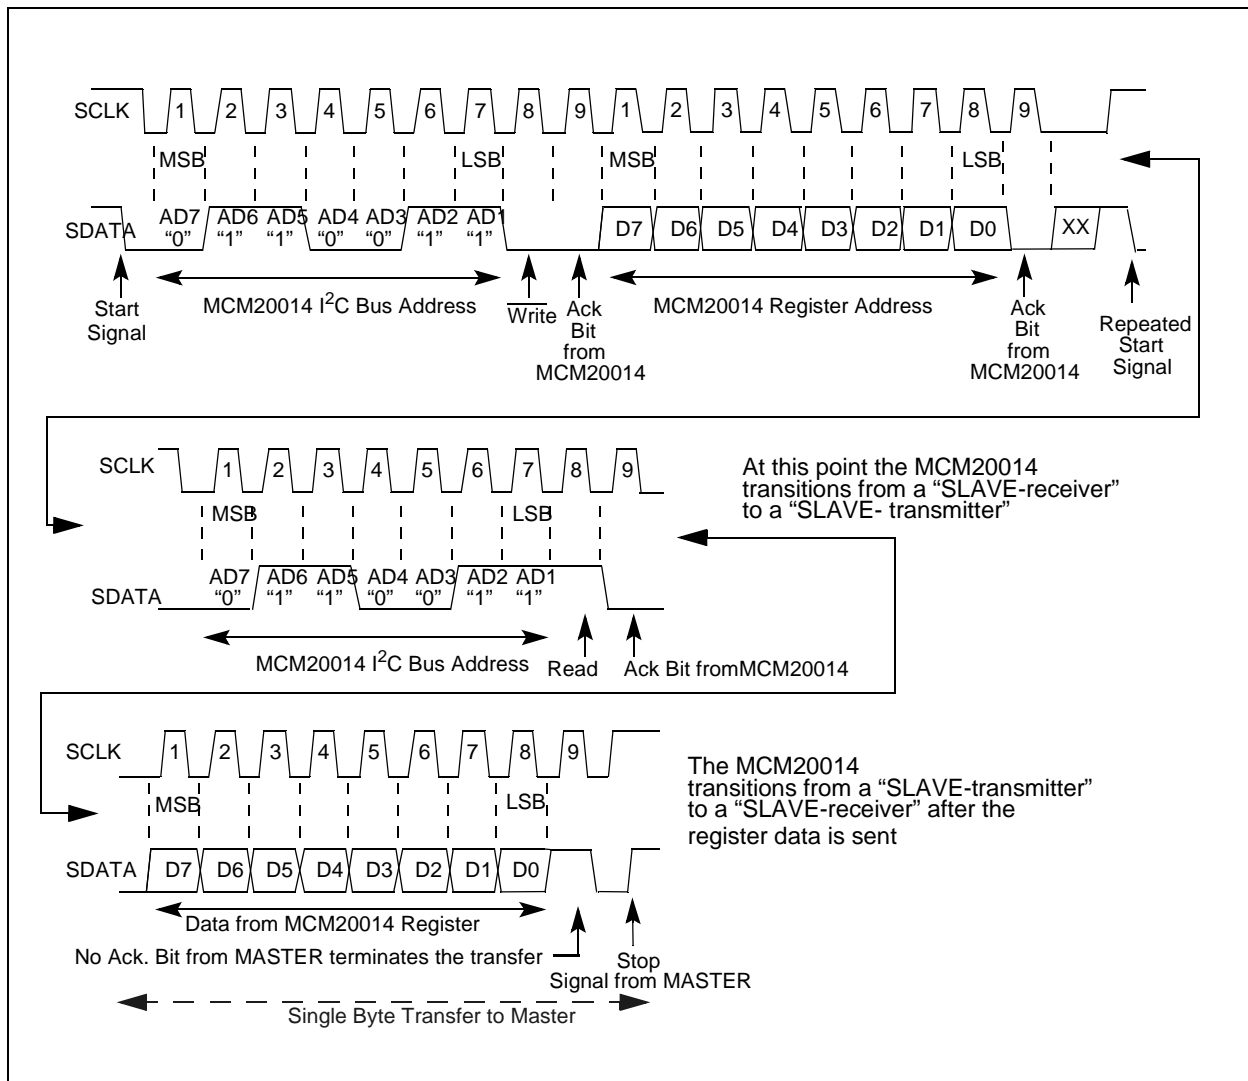 SCLK 1 2 3 4 5 6 7 8 9 1 2 3 4 5 6 7 8 9
MSB LSB MSB LSB
SDATA AD7 AD6 AD5 AD4 AD3 AD2 AD1 D7 D6 D5 D4 D3 D2 D1 D0 XX
“0” “1” “1” “0” “0” “1” “1”
Start
Signal
MCM20014 I2C Bus Address
Write
Ack
Bit
from
MCM20014
MCM20014 Register Address
Ack
Bit
from
MCM20014
Repeated
Start
Signal
SCLK 1 2 3 4 5 6 7 8 9
MSB LSB
At this point the MCM20014
transitions from a “SLAVE-receiver”
to a “SLAVE- transmitter”
SDATA AD7 AD6 AD5 AD4 AD3 AD2 AD1
“0” “1” “1” “0” “0” “1” “1”
MCM20014 I2C Bus Address
Read
Ack Bit fromMCM20014
SCLK 1 2 3 4 5 6 7 8 9
MSB LSB
The MCM20014
transitions from a “SLAVE-transmitter”
to a “SLAVE-receiver” after the
register data is sent
SDATA D7 D6 D5 D4 D3 D2 D1 D0
Data from MCM20014 Register
No Ack. Bit from MASTER terminates the transfer
Stop
Signal from MASTER
Single Byte Transfer to Master